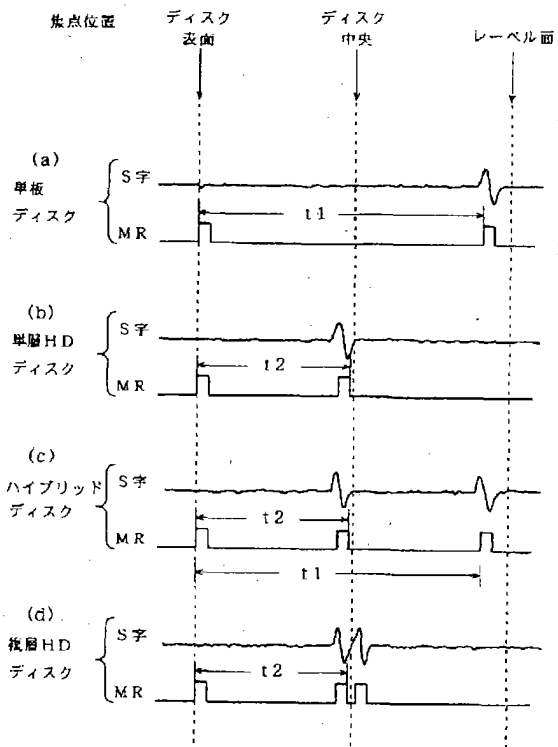 焦点位置
ディスク
表面
ディスク
中央
レーベル面
(a)
単板
ディスク
S字
MR
t1
(b)
単層HD
ディスク
S字
MR
t2
(c)
ハイブリッド
ディスク
S字
MR
t2
t1
(d)
複層HD
ディスク
S字
MR
t2